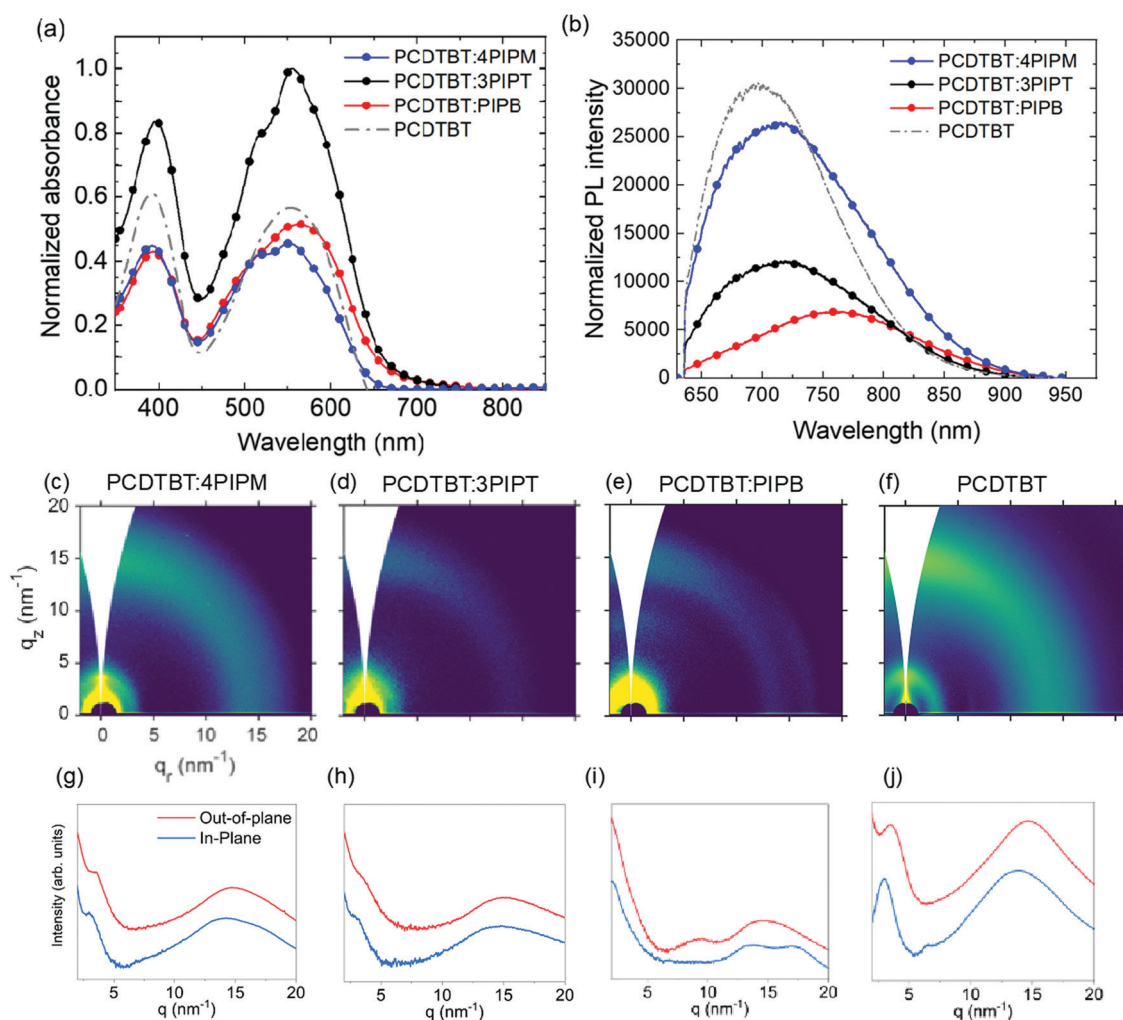 (a)
PCDTBT:4PIPM
PCDTBT:3PIPT
PCDTBT:PIPB
PCDTBT
Normalized absorbance
1.0
0.8
0.6
0.4
0.2
0.0
400 500 600 700 800
Wavelength (nm)
(b)
PCDTBT:4PIPM
PCDTBT:3PIPT
PCDTBT:PIPB
PCDTBT
Normalized PL intensity
35000
30000
25000
20000
15000
10000
5000
0
650 700 750 800 850 900 950
Wavelength (nm)
(c) PCDTBT:4PIPM
(d) PCDTBT:3PIPT
(e) PCDTBT:PIPB
(f) PCDTBT
qz (nm-1)
20
15
10
5
0
0 5 10 15 20
qr (nm-1)
(g)
(h)
(i)
(j)
Out-of-plane
In-Plane
Intensity (arb. units)
5 10 15 20
q (nm-1)
5 10 15 20
q (nm-1)
5 10 15 20
q (nm-1)
5 10 15 20
q (nm-1)